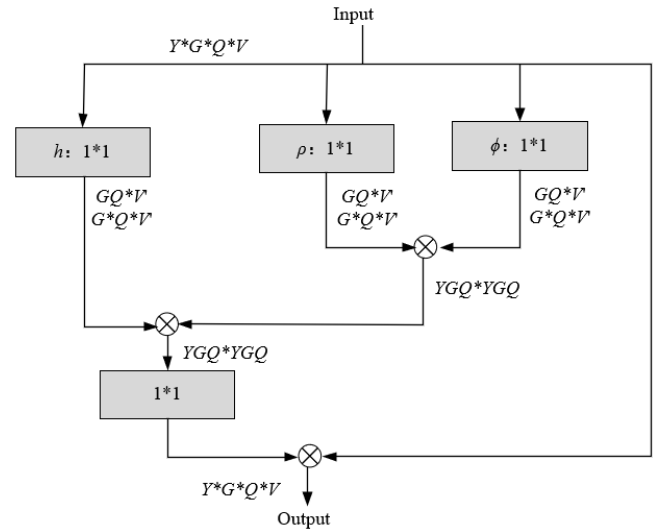 Input
Y*G*Q*V
h: 1*1
ρ: 1*1
ϕ: 1*1
GQ*V'
G*Q*V'
GQ*V'
G*Q*V'
GQ*V'
G*Q*V'
YGQ*YGQ
YGQ*YGQ
1*1
Y*G*Q*V
Output